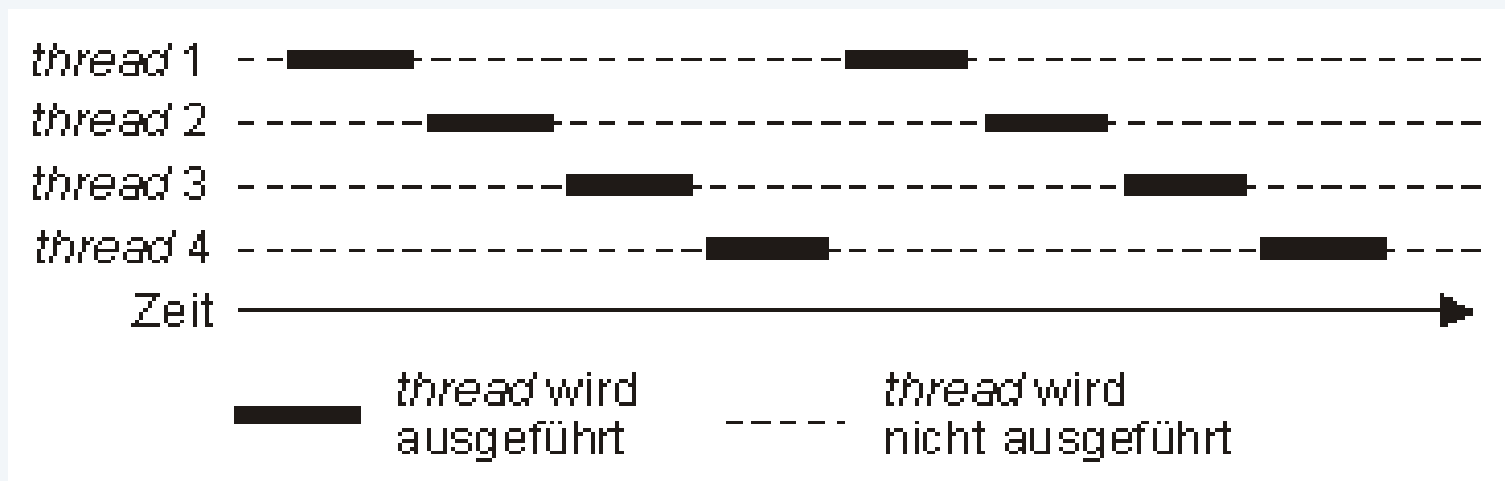 thread 1
thread 2
thread 3
thread 4
Zeit
thread wird
ausgeführt
thread wird
nicht ausgeführt